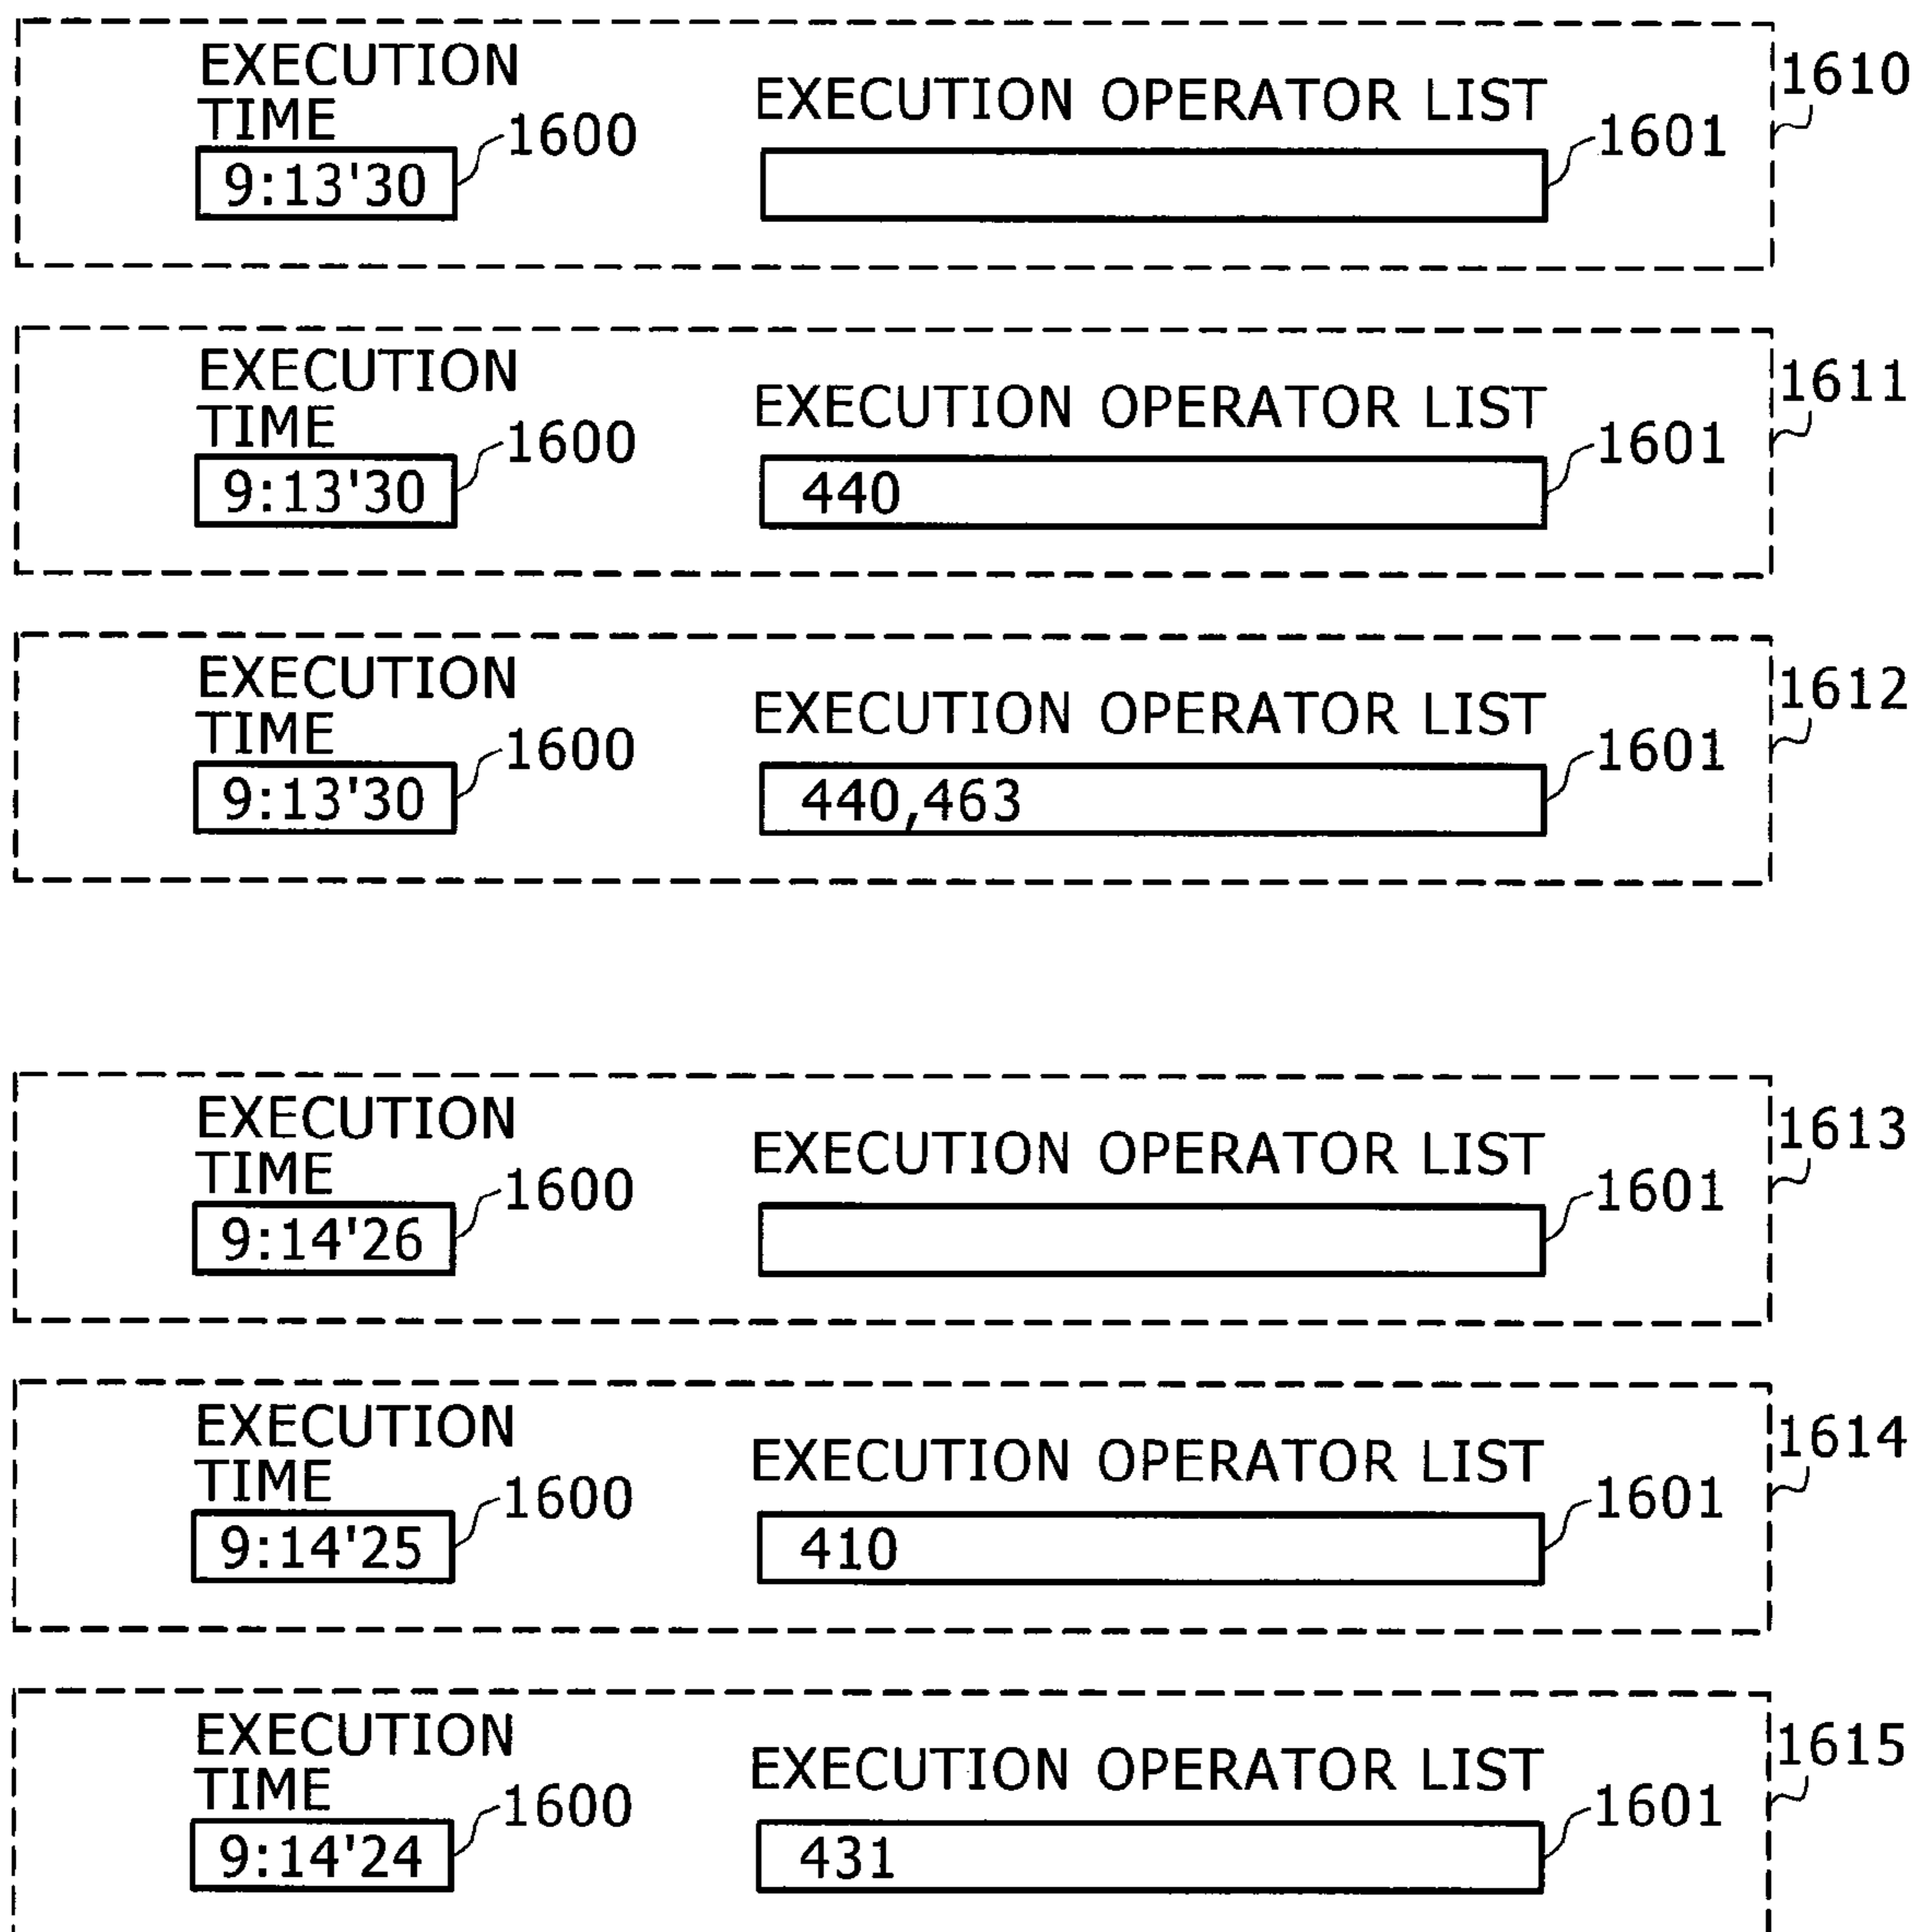 EXECUTION
TIME
EXECUTION OPERATOR LIST
1610
1600
1601
9:13'30
EXECUTION
TIME
EXECUTION OPERATOR LIST
1611
1600
1601
9:13'30
440
EXECUTION
TIME
EXECUTION OPERATOR LIST
1612
1600
1601
9:13'30
440,463
EXECUTION
TIME
EXECUTION OPERATOR LIST
1613
1600
1601
9:14'26
EXECUTION
TIME
EXECUTION OPERATOR LIST
1614
1600
1601
9:14'25
410
EXECUTION
TIME
EXECUTION OPERATOR LIST
1615
1600
1601
9:14'24
431